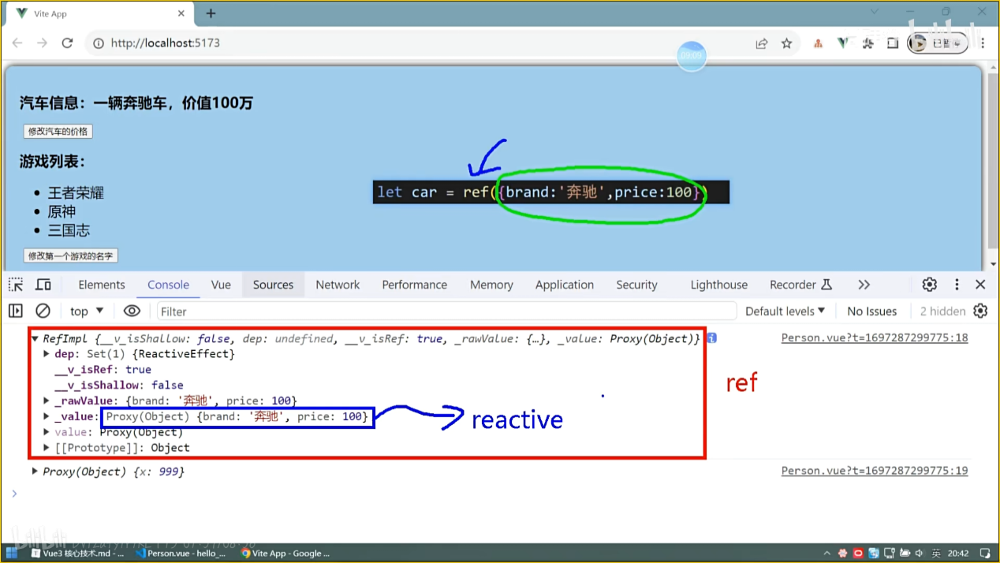 Vite App
http://localhost:5173
已暂停
09:09
汽车信息：一辆奔驰车，价值100万
修改汽车的价格
游戏列表：
王者荣耀
原神
三国志
修改第一个游戏的名字
let car = ref({brand:'奔驰',price:100})
Elements Console Vue Sources Network Performance Memory Application Security Lighthouse Recorder
top Filter Default levels No Issues 2 hidden
RefImpl {__v_isShallow: false, dep: undefined, __v_isRef: true, _rawValue: {…}, _value: Proxy(Object)} Person.vue?t=1697287299775:18
dep: Set(1) {ReactiveEffect}
__v_isRef: true
__v_isShallow: false
_rawValue: {brand: '奔驰', price: 100}
_value: Proxy(Object) {brand: '奔驰', price: 100}
value: Proxy(Object)
[[Prototype]]: Object
ref
reactive
Proxy(Object) {x: 999} Person.vue?t=1697287299775:19
bilibili
Vue3 核心技术.md - ... Person.vue - hello_... Vite App - Google ... 英 20:42